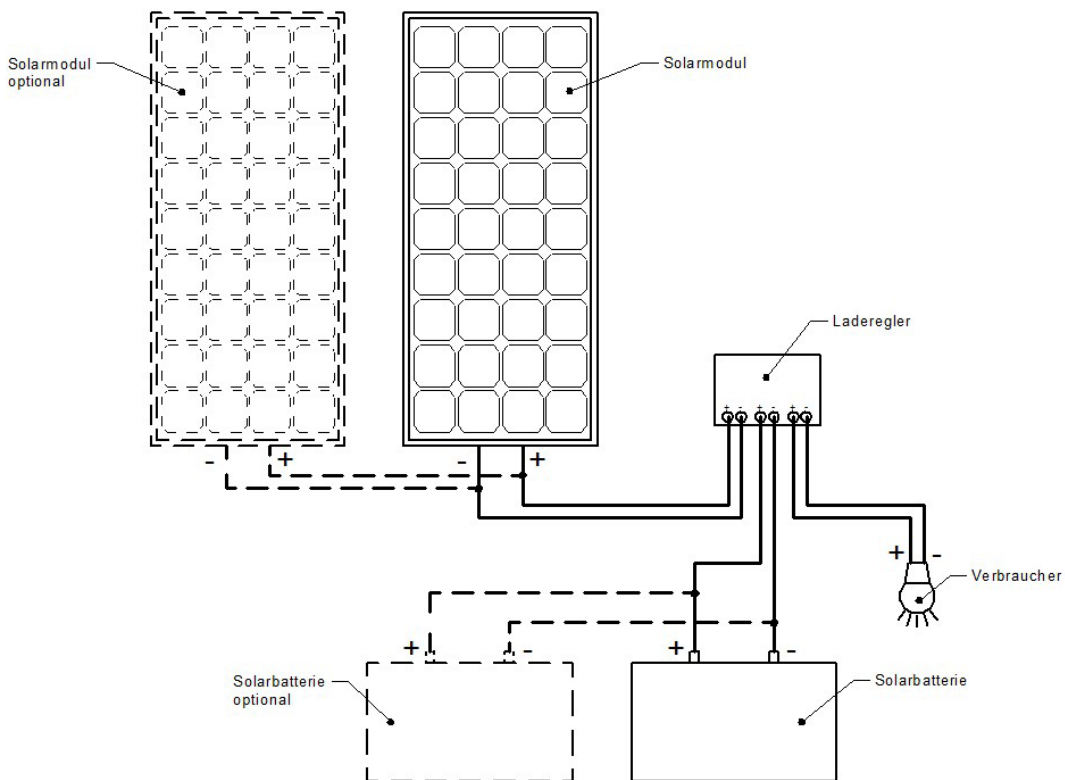 Solarmodul
optional
Solarmodul
Laderegler
+ - + - + -
- +
- +
+ -
Verbraucher
+ -
+ -
Solarbatterie
optional
Solarbatterie